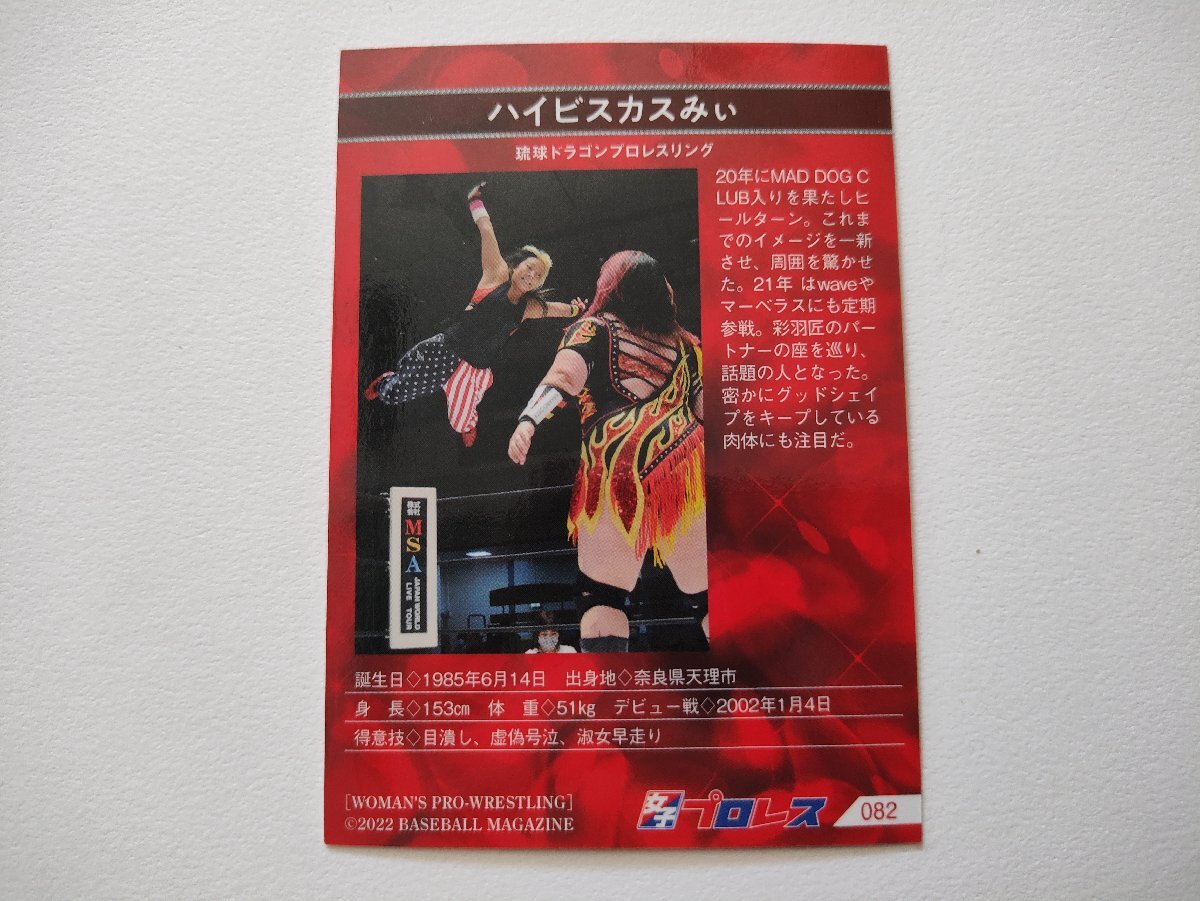 ハイビスカスみぃ
琉球ドラゴンプロレスリング
20年にMAD DOG C
LUB入りを果たしヒ
ールターン。これま
でのイメージを一新
させ、周囲を驚かせ
た。21年 はwaveや
マーベラスにも定期
参戦。彩羽匠のパー
トナーの座を巡り、
話題の人となった。
密かにグッドシェイ
プをキープしている
肉体にも注目だ。
株式会社
MSA
JAPAN WORLD
LIVE TOUR
誕生日◇1985年6月14日 出身地◇奈良県天理市
身 長◇153㎝ 体 重◇51㎏ デビュー戦◇2002年1月4日
得意技◇目潰し、虚偽号泣、淑女早走り
[WOMAN'S PRO-WRESTLING]
©2022 BASEBALL MAGAZINE
女子プロレス
082